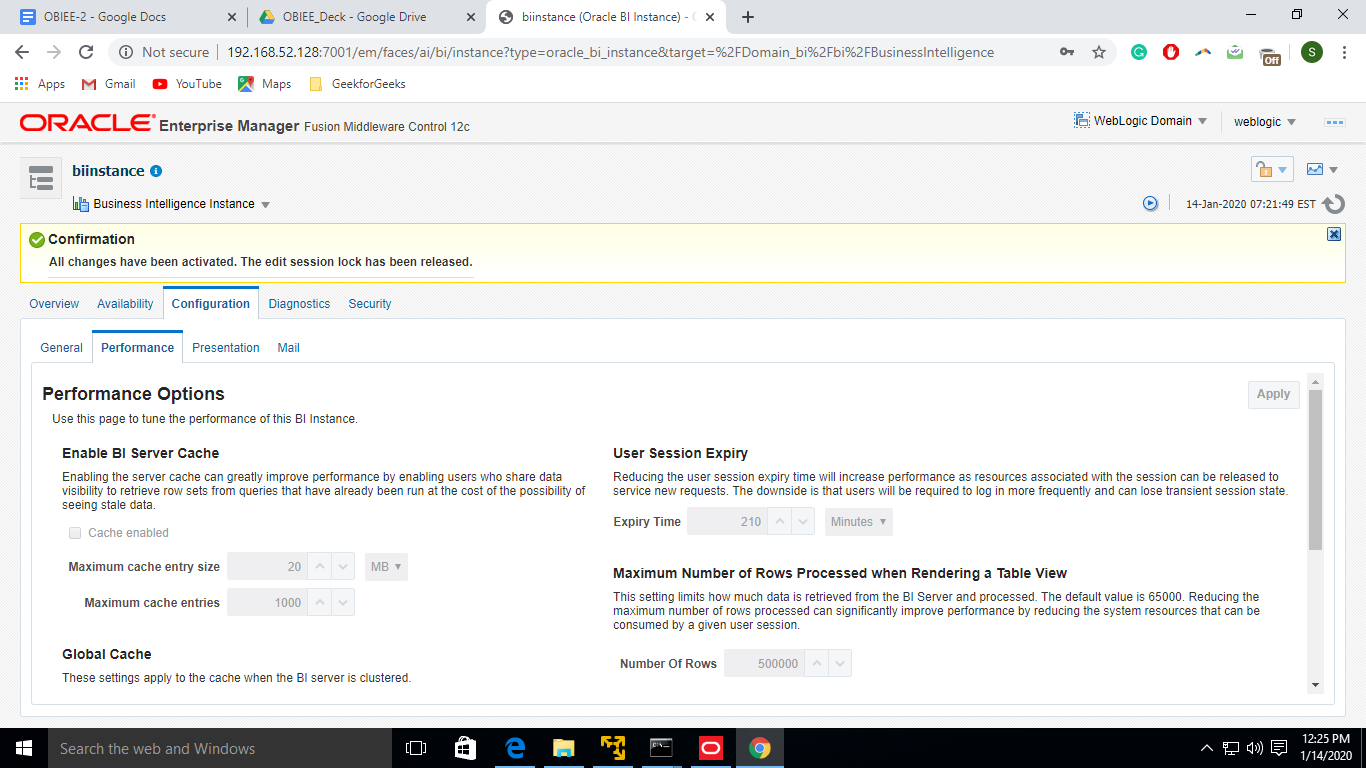 OBIEE-2 - Google Docs
OBIEE_Deck - Google Drive
biinstance (Oracle BI Instance) -
Not secure
192.168.52.128:7001/em/faces/ai/bi/instance?type=oracle_bi_instance&target=%2FDomain_bi%2Fbi%2FBusinessIntelligence
Off
S
Apps
Gmail
YouTube
Maps
GeekforGeeks
ORACLE® Enterprise Manager Fusion Middleware Control 12c
WebLogic Domain
weblogic
biinstance
Business Intelligence Instance
14-Jan-2020 07:21:49 EST
Confirmation
All changes have been activated. The edit session lock has been released.
Overview
Availability
Configuration
Diagnostics
Security
General
Performance
Presentation
Mail
Performance Options
Apply
Use this page to tune the performance of this BI Instance.
Enable BI Server Cache
Enabling the server cache can greatly improve performance by enabling users who share data
visibility to retrieve row sets from queries that have already been run at the cost of the possibility of
seeing stale data.
Cache enabled
Maximum cache entry size 20 MB
Maximum cache entries 1000
Global Cache
These settings apply to the cache when the BI server is clustered.
User Session Expiry
Reducing the user session expiry time will increase performance as resources associated with the session can be released to
service new requests. The downside is that users will be required to log in more frequently and can lose transient session state.
Expiry Time 210 Minutes
Maximum Number of Rows Processed when Rendering a Table View
This setting limits how much data is retrieved from the BI Server and processed. The default value is 65000. Reducing the
maximum number of rows processed can significantly improve performance by reducing the system resources that can be
consumed by a given user session.
Number Of Rows 500000
Search the web and Windows
12:25 PM
1/14/2020